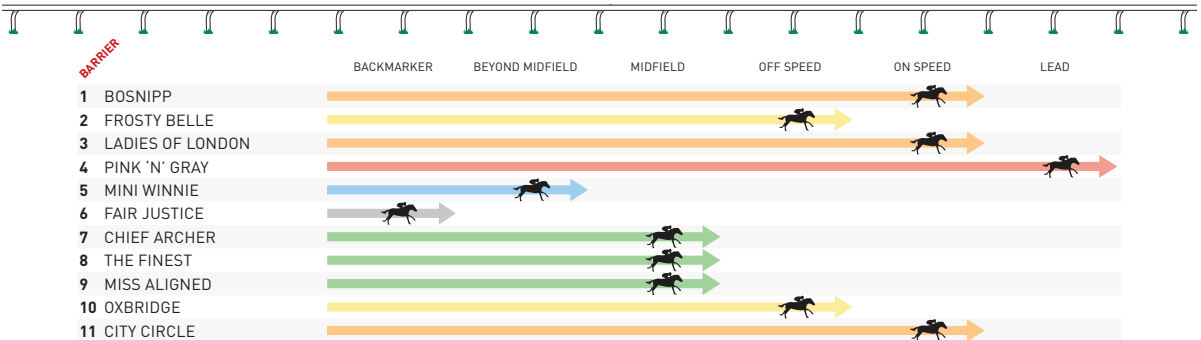 BARRIER
BACKMARKER BEYOND MIDFIELD MIDFIELD OFF SPEED ON SPEED LEAD
1 BOSNIPP
2 FROSTY BELLE
3 LADIES OF LONDON
4 PINK ‘N’ GRAY
5 MINI WINNIE
6 FAIR JUSTICE
7 CHIEF ARCHER
8 THE FINEST
9 MISS ALIGNED
10 OXBRIDGE
11 CITY CIRCLE